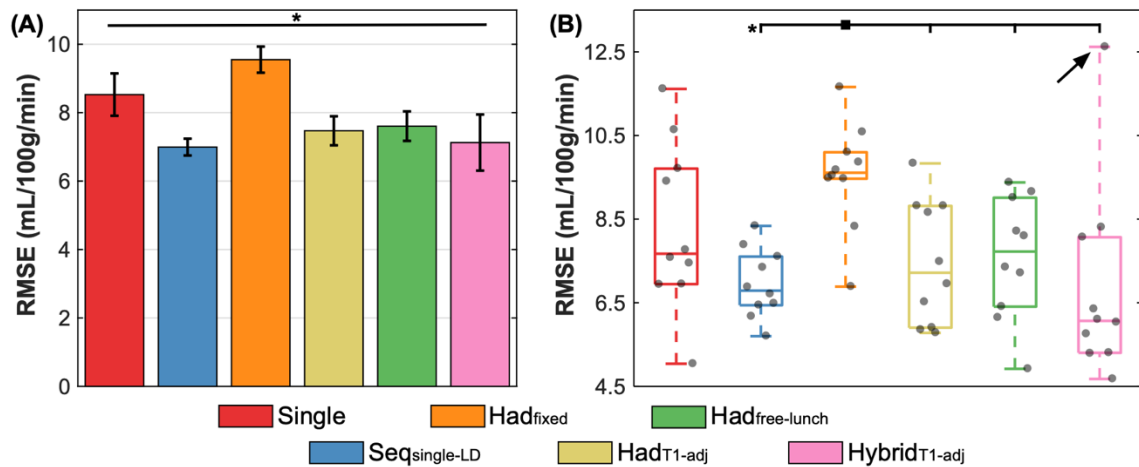 (A)
*
RMSE (mL/100g/min)
10
8
6
4
2
0
(B)
*
RMSE (mL/100g/min)
12.5
10.5
8.5
6.5
4.5
Single
Hadfixed
Hadfree-lunch
Seqsingle-LD
HadT1-adj
HybridT1-adj